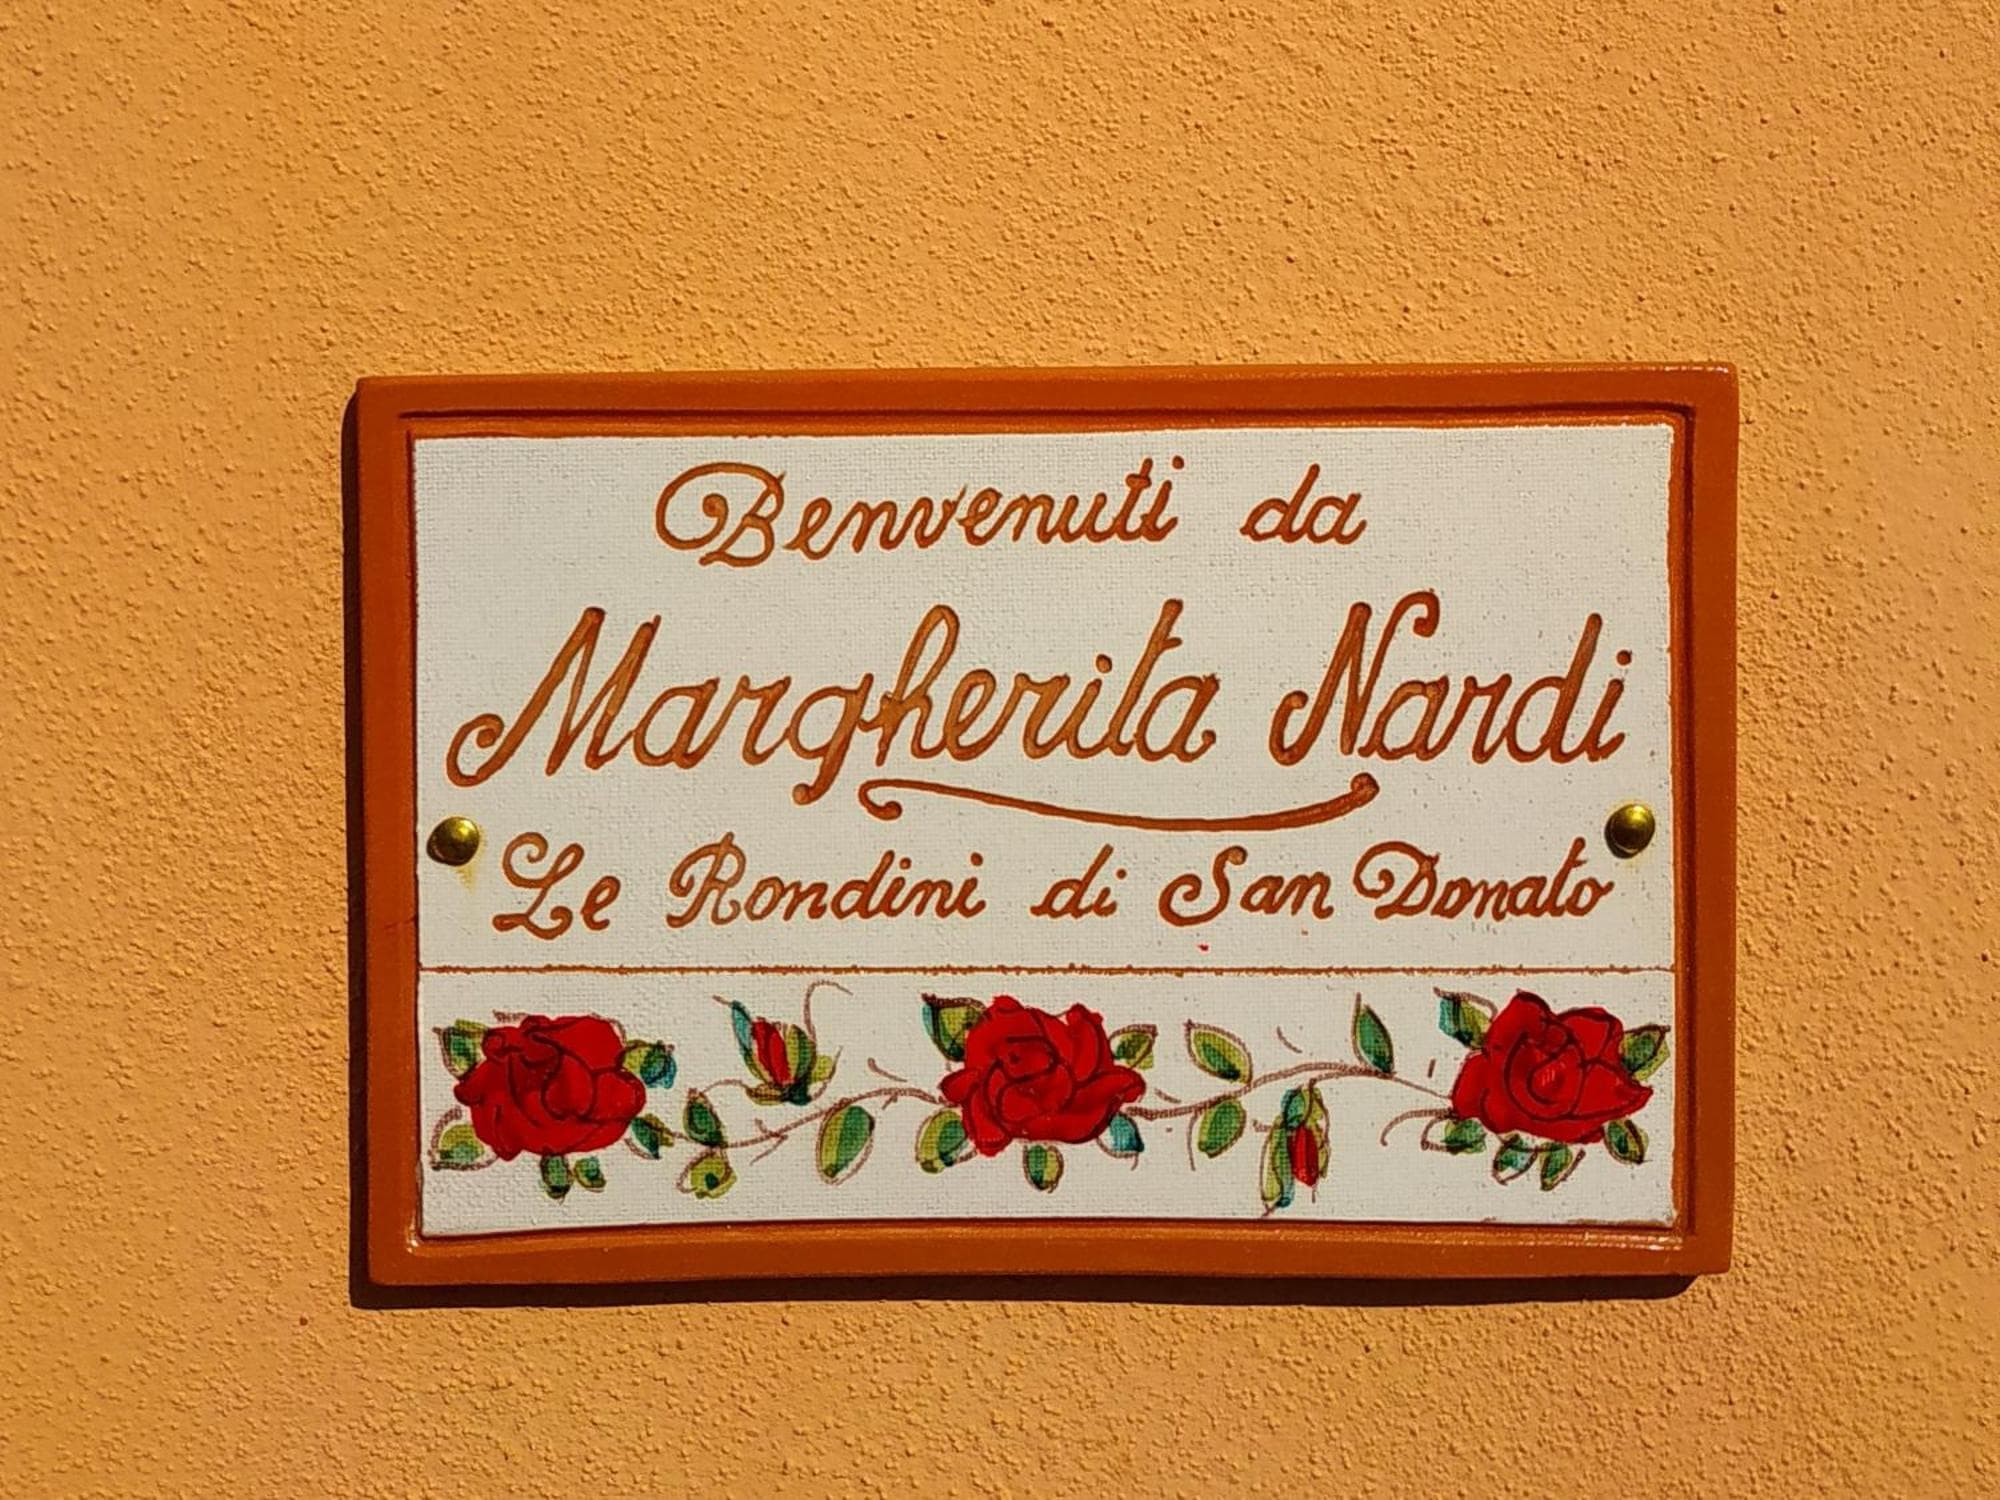 Benvenuti da
Margherita Nardi
Le Rondini di San Donato